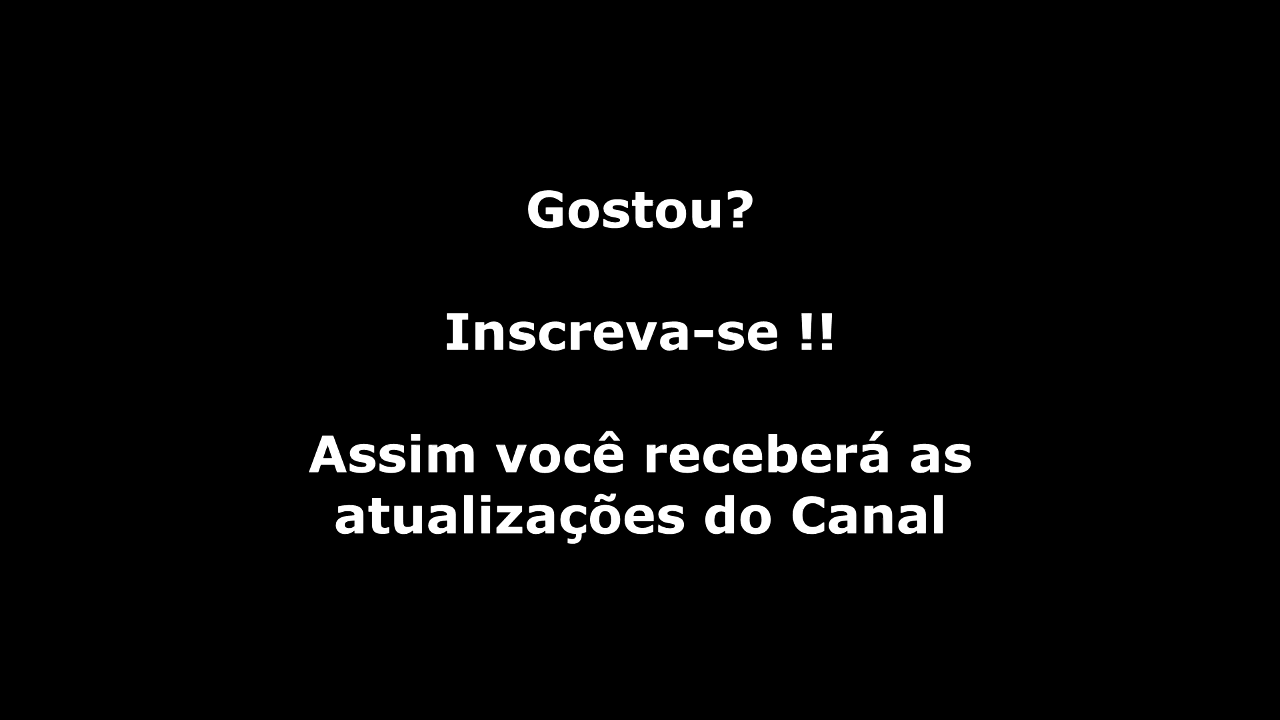 Gostou?
Inscreva-se !!
Assim você receberá as
atualizações do Canal